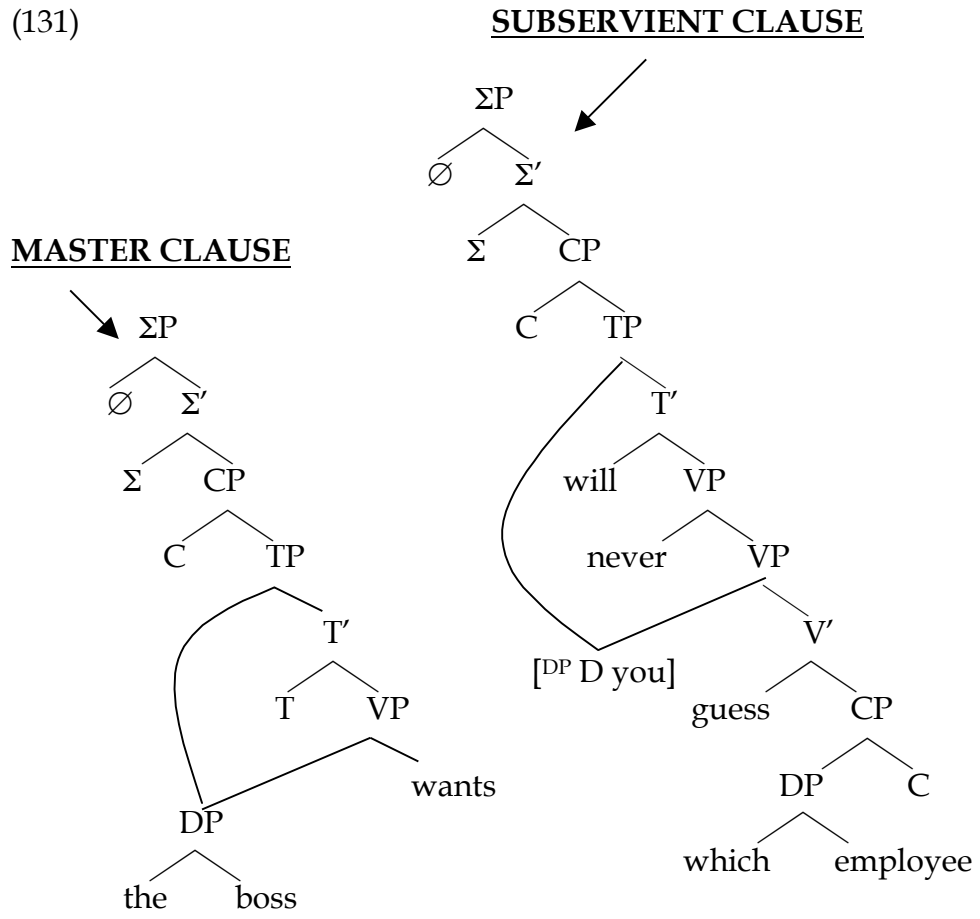 (131)
SUBSERVIENT CLAUSE
ΣP
∅ Σ’
MASTER CLAUSE
Σ CP
ΣP
C TP
∅ Σ’
T’
Σ CP
will VP
C TP
never VP
T’
V’
[DP D you]
T VP
guess CP
wants
DP C
DP
which employee
the boss